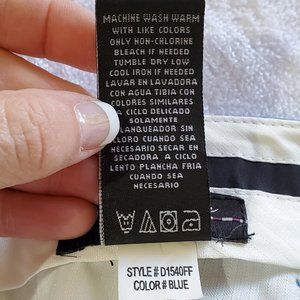 MACHINE WASH WARM
WITH LIKE COLORS
ONLY NON-CHLORINE
BLEACH IF NEEDED
TUMBLE DRY LOW
COOL IRON IF NEEDED
LAVAR EN LAVADORA
CON AGUA TIBIA CON
COLORES SIMILARES
A CICLO DELICADO
SOLAMENTE
BLANQUEADOR SIN
CLORO CUANDO SEA
NECESARIO SECAR EN
SECADORA A CICLO
LENTO PLANCHA FRIA
CUANDO SEA
NECESARIO
STYLE # D1540FF
COLOR # BLUE